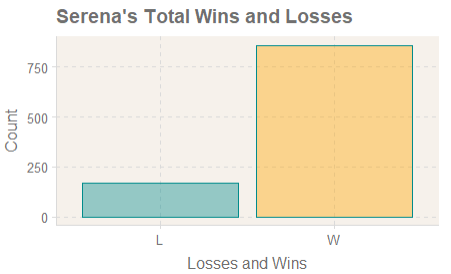 Serena's Total Wins and Losses
750
500
250
0
Count
L W
Losses and Wins